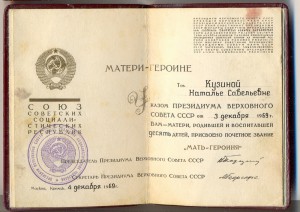 МАТЕРИ-ГЕРОИНЕ
СОЮЗ
СОВЕТСКИХ
СОЦИАЛИ-
СТИЧЕСКИХ
РЕСПУБЛИК
Тов. Кузиной
Наталье Савельевне
УКАЗОМ ПРЕЗИДИУМА ВЕРХОВНОГО
СОВЕТА СССР от 3 декабря 1969 г.
ВАМ—МАТЕРИ, РОДИВШЕЙ И ВОСПИТАВШЕЙ
ДЕСЯТЬ ДЕТЕЙ, ПРИСВОЕНО ПОЧЕТНОЕ ЗВАНИЕ
"МАТЬ-ГЕРОИНЯ"
Председатель Президиума Верховного Совета СССР
Секретарь Президиума Верховного Совета СССР
Москва, Кремль, 4 декабря 1969 г.